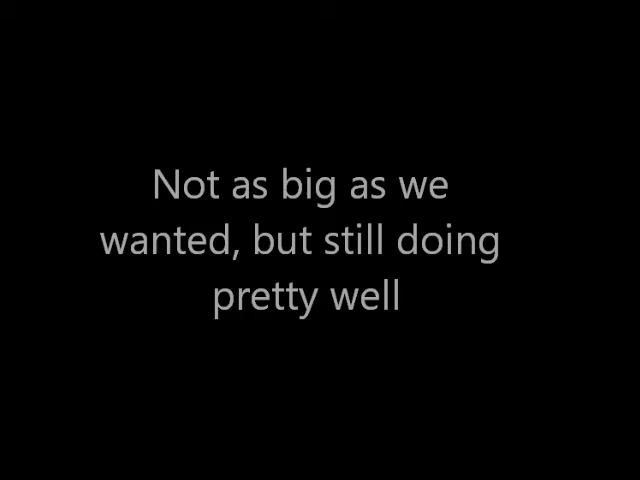 Not as big as we
wanted, but still doing
pretty well